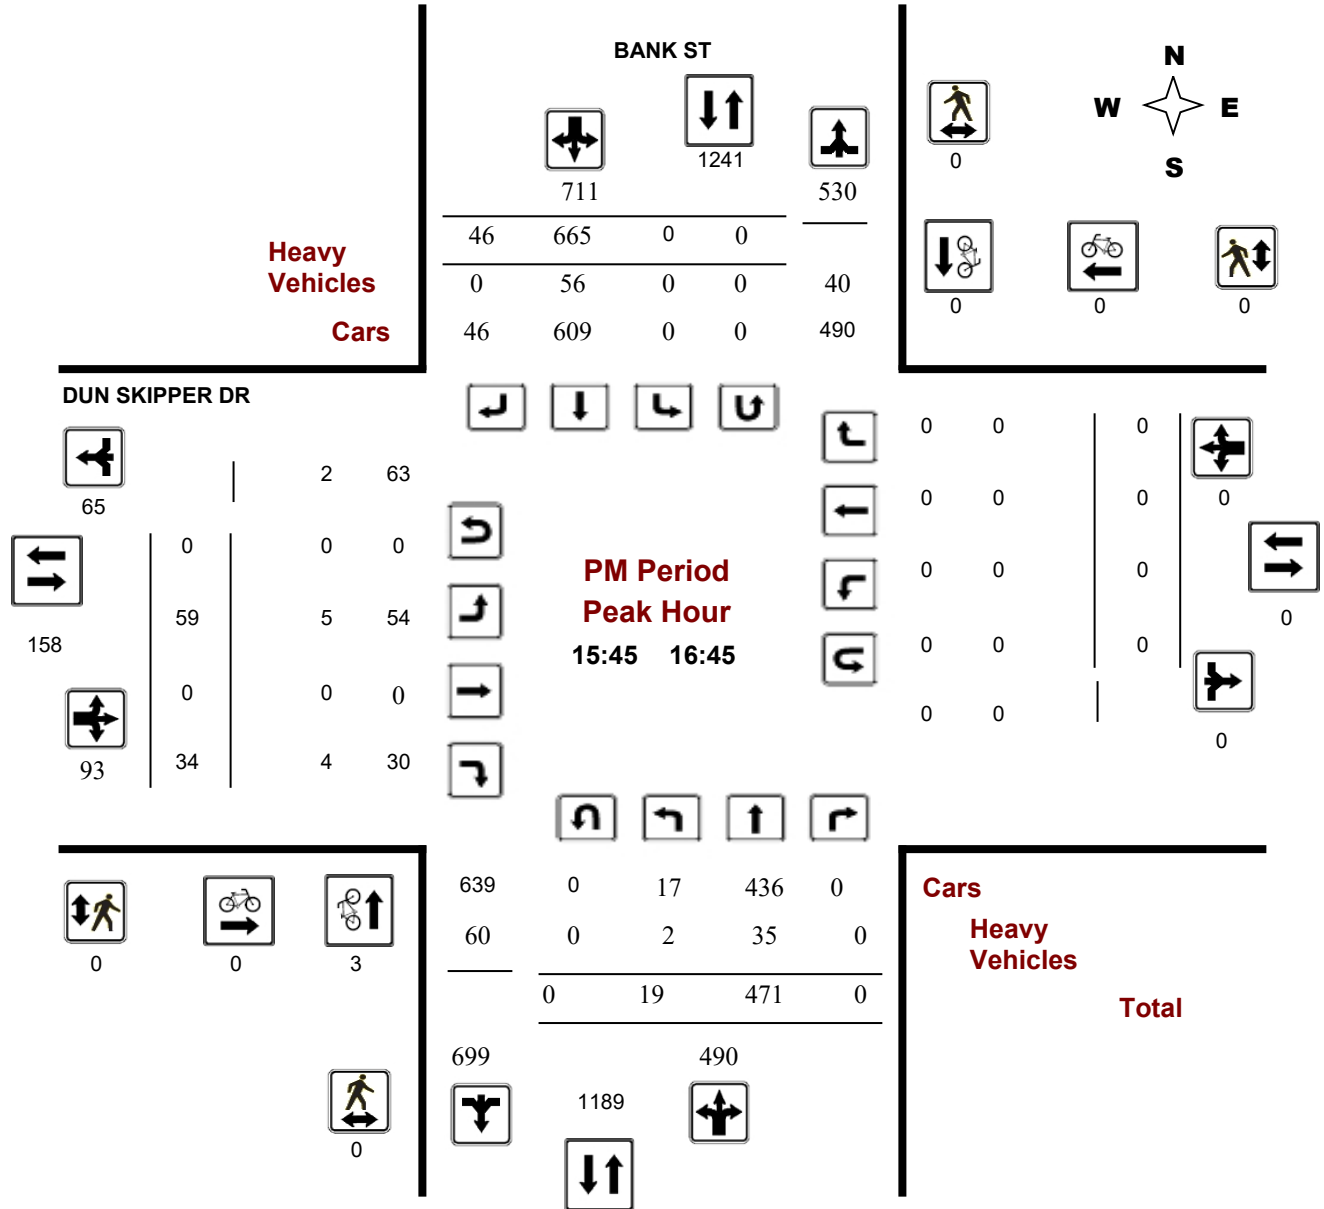 BANK ST
N
W E
S
1241
0
711 530
46 665 0 0
Heavy
Vehicles
0 56 0 0 40
0 0 0
Cars
46 609 0 0 490
DUN SKIPPER DR
0 0 0
2 63
65
0 0 0 0
0 0 0
PM Period
Peak Hour
0 0 0
59 5 54
0
158
15:45 16:45
0 0 0
0 0 0
0 0
0
93
34 4 30
639 0 17 436 0
Cars
60 0 2 35 0
Heavy
Vehicles
0 0 3
0 19 471 0
Total
699 490
1189
0